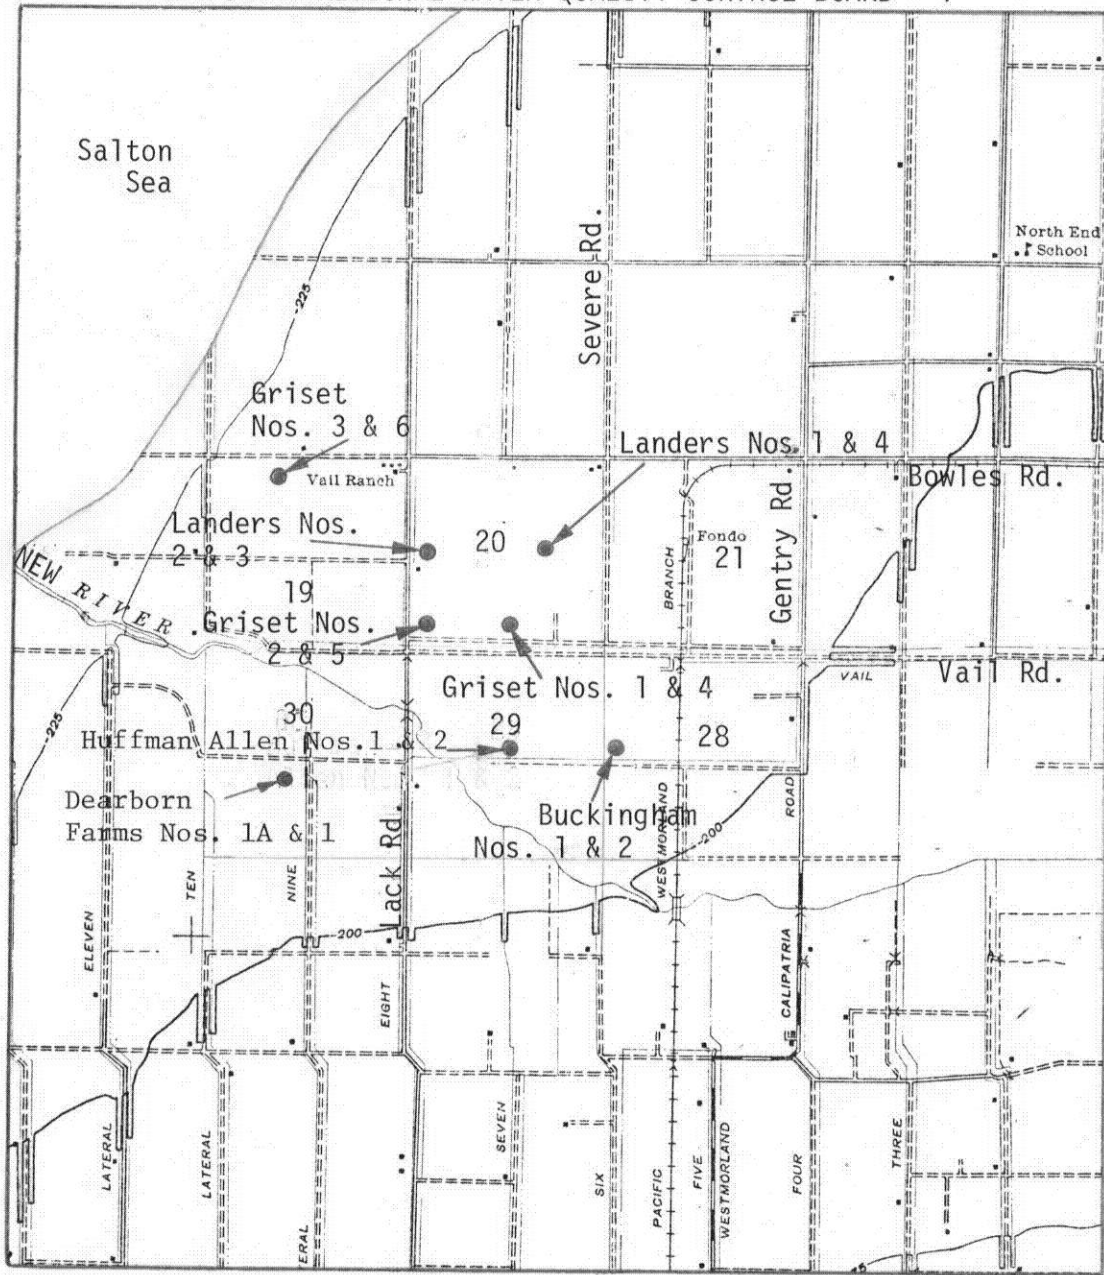 Salton
Sea
Severe Rd.
North End
School
-225
Griset
Nos. 3 & 6
Landers Nos. 1 & 4
Vail Ranch
Bowles Rd.
Landers Nos.
2 & 3
20
Fondo
21
Gentry Rd.
BRANCH
NEW RIVER
19
Griset Nos.
2 & 5
VAIL
Vail Rd.
Griset Nos. 1 & 4
-225
30
29
28
Huffman Allen Nos. 1 & 2
Dearborn
Farms Nos. 1A & 1
Buckingham
Nos. 1 & 2
ROAD
-200
WESTMORLAND
Lack Rd.
TEN
NINE
ELEVEN
-200
EIGHT
CALIPATRIA
LATERAL
LATERAL
SEVEN
SIX
PACIFIC
FIVE
WESTMORLAND
FOUR
THREE